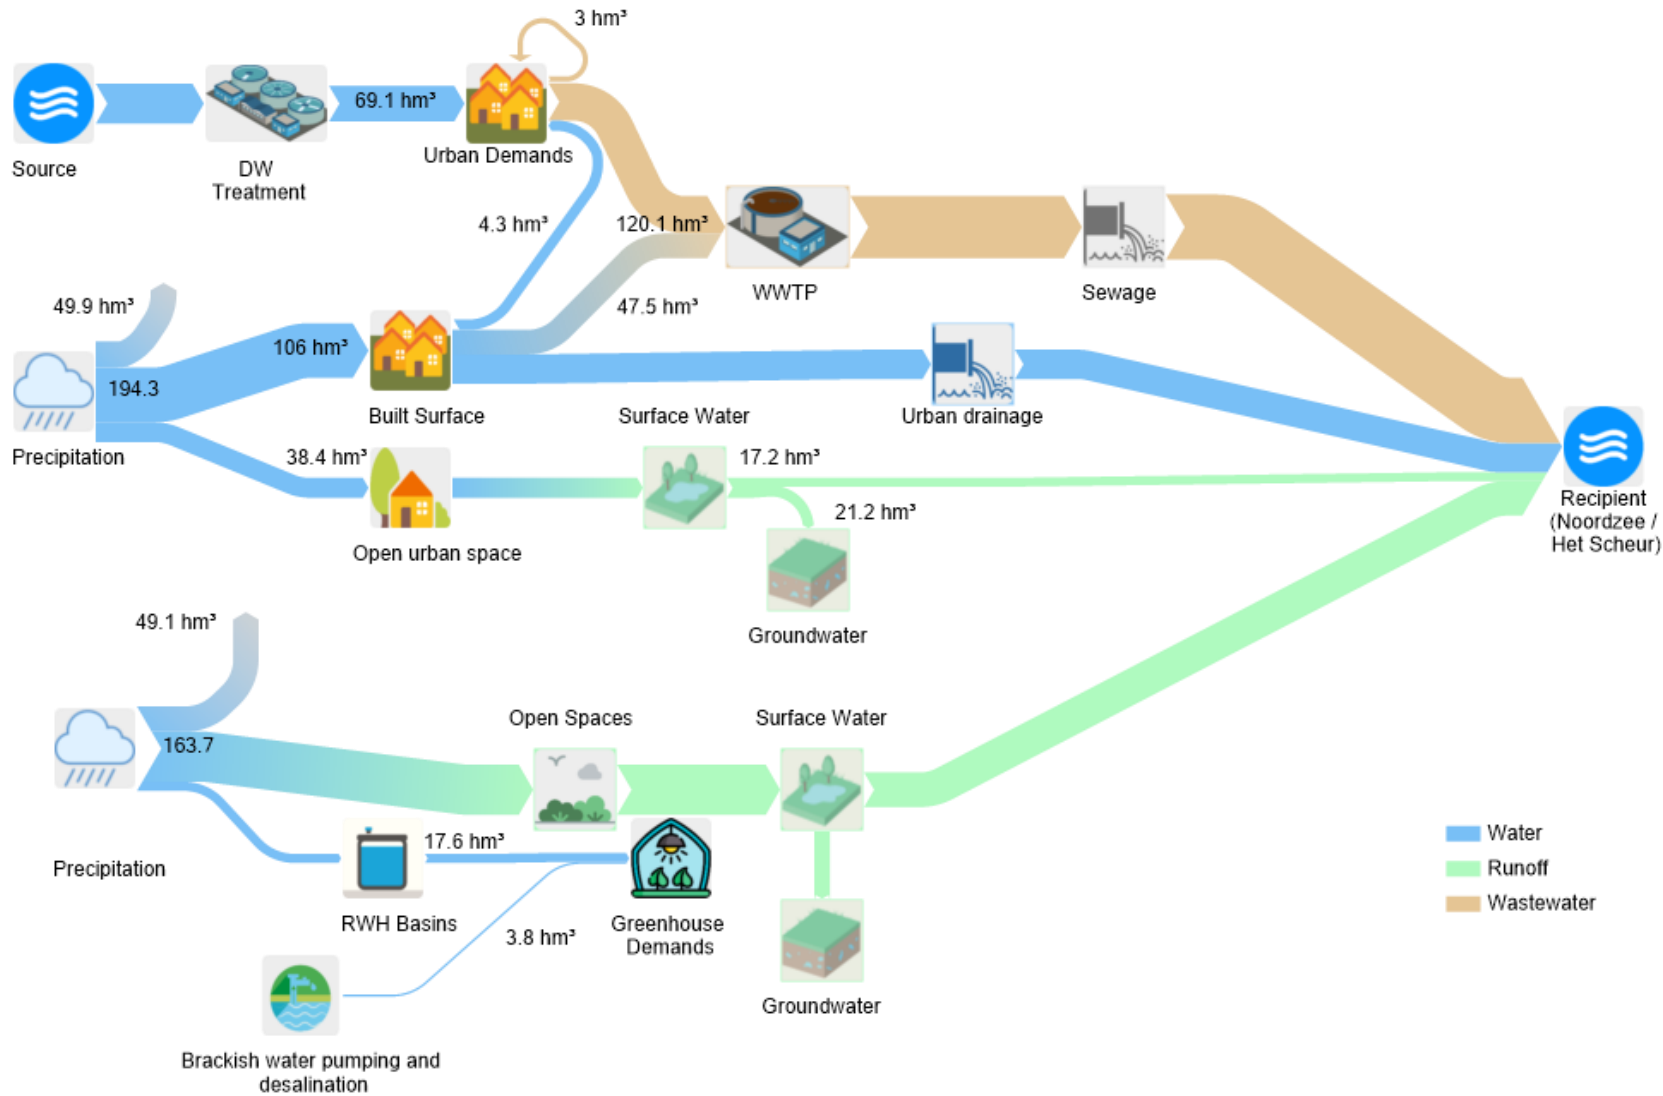 3 hm³
69.1 hm³
Source
DW
Treatment
Urban Demands
4.3 hm³
120.1 hm³
WWTP
Sewage
49.9 hm³
47.5 hm³
106 hm³
194.3
Precipitation
Built Surface
Surface Water
Urban drainage
38.4 hm³
17.2 hm³
21.2 hm³
Open urban space
Recipient
(Noordzee /
Het Scheur)
Groundwater
49.1 hm³
163.7
Open Spaces
Surface Water
Precipitation
17.6 hm³
RWH Basins
3.8 hm³
Greenhouse
Demands
Groundwater
Brackish water pumping and
desalination
Water
Runoff
Wastewater